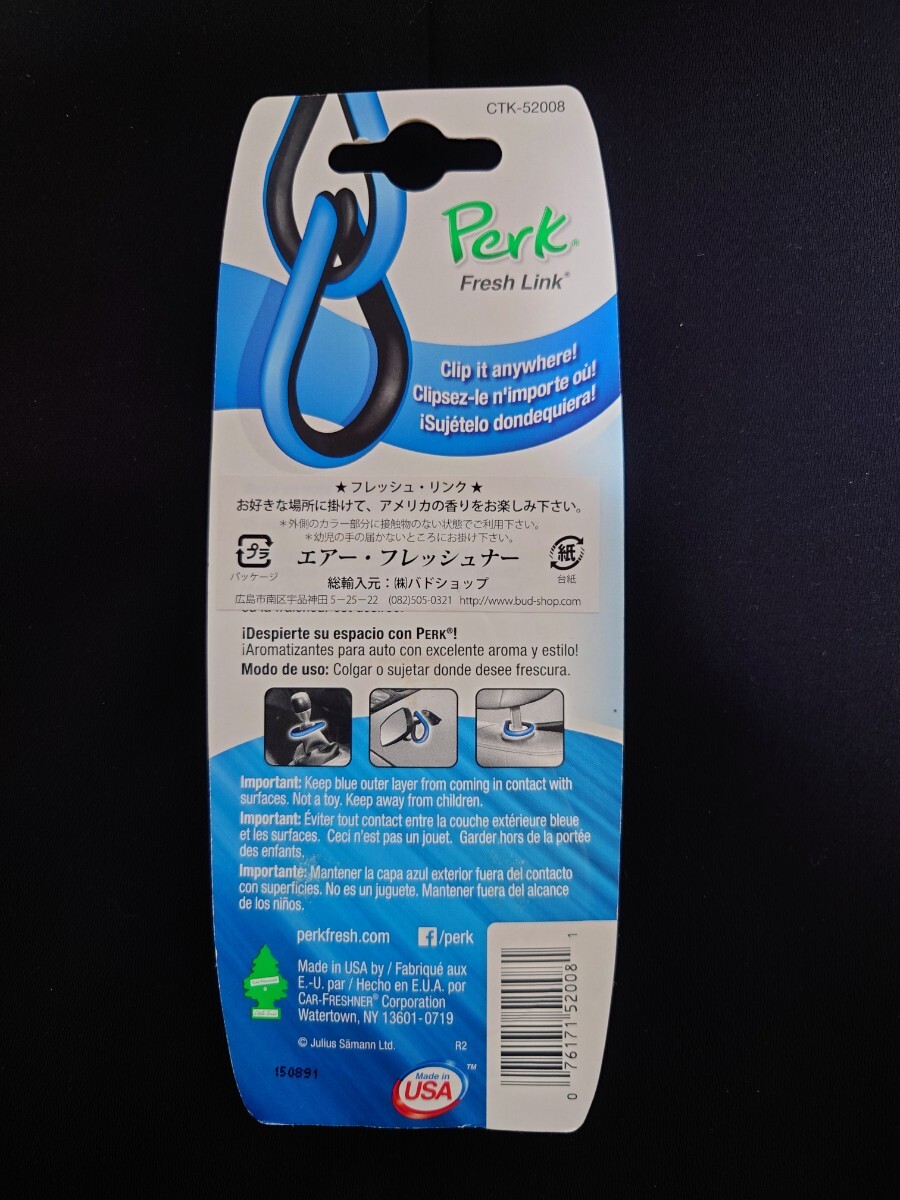 CTK-52008
Perk®
Fresh Link®
Clip it anywhere!
Clipsez-le n'importe où!
¡Sujételo dondequiera!
★フレッシュ・リンク★
お好きな場所に掛けて、アメリカの香りをお楽しみ下さい。
＊外側のカラー部分に接触物のない状態でご利用下さい。
＊幼児の手の届かないところにお掛け下さい。
プラ
パッケージ
エアー・フレッシュナー
紙
台紙
総輸入元：㈱バドショップ
広島市南区宇品神田5-25-22 (082)505-0321 http://www.bud-shop.com
¡Despierte su espacio con PERK®!
¡Aromatizantes para auto con excelente aroma y estilo!
Modo de uso: Colgar o sujetar donde desee frescura.
Important: Keep blue outer layer from coming in contact with
surfaces. Not a toy. Keep away from children.
Important: Éviter tout contact entre la couche extérieure bleue
et les surfaces. Ceci n'est pas un jouet. Garder hors de la portée
des enfants.
Importante: Mantener la capa azul exterior fuera del contacto
con superficies. No es un juguete. Mantener fuera del alcance
de los niños.
perkfresh.com
f/perk
Made in USA by / Fabriqué aux
E.-U. par / Hecho en E.U.A. por
CAR-FRESHNER® Corporation
Watertown, NY 13601-0719
© Julius Sämann Ltd.
R2
150891
Made in
USA
™
0 76171 52008 1